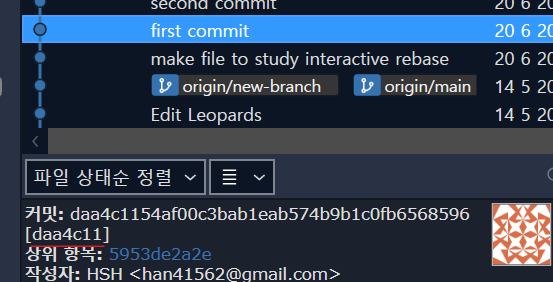 second commit 20 6 20
first commit 20 6 20
make file to study interactive rebase 20 6 20
origin/new-branch origin/main 14 5 20
Edit Leopards 14 5 20
파일 상태순 정렬
커밋: daa4c1154af00c3bab1eab574b9b1c0fb6568596
[daa4c11]
상위 항목: 5953de2a2e
작성자: HSH <han41562@gmail.com>